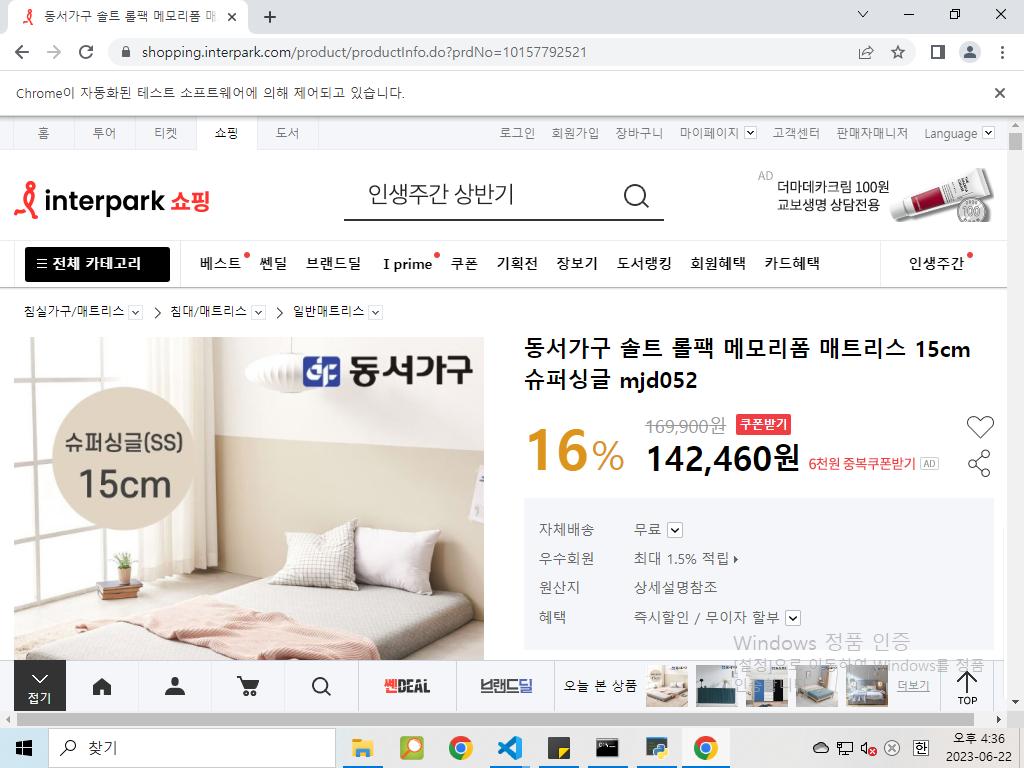 동서가구 솔트 롤팩 메모리폼 매
shopping.interpark.com/product/productInfo.do?prdNo=10157792521
Chrome이 자동화된 테스트 소프트웨어에 의해 제어되고 있습니다.
홈 투어 티켓 쇼핑 도서 로그인 회원가입 장바구니 마이페이지 고객센터 판매자매니저 Language
interpark 쇼핑
인생주간 상반기
AD
더마데카크림 100원
교보생명 상담전용
100
전체 카테고리 베스트 쎈딜 브랜드딜 I prime 쿠폰 기획전 장보기 도서랭킹 회원혜택 카드혜택 인생주간
침실가구/매트리스 침대/매트리스 일반매트리스
동서가구
슈퍼싱글(SS)
15cm
동서가구 솔트 롤팩 메모리폼 매트리스 15cm
슈퍼싱글 mjd052
16%
169,900원 쿠폰받기
142,460원 6천원 중복쿠폰받기 AD
자체배송 무료
우수회원 최대 1.5% 적립
원산지 상세설명참조
혜택 즉시할인 / 무이자 할부
Windows 정품 인증
[설정]으로 이동하여 Windows를 정품
접기
쎈DEAL
브랜드딜
오늘 본 상품
더보기
TOP
찾기
한
오후 4:36
2023-06-22